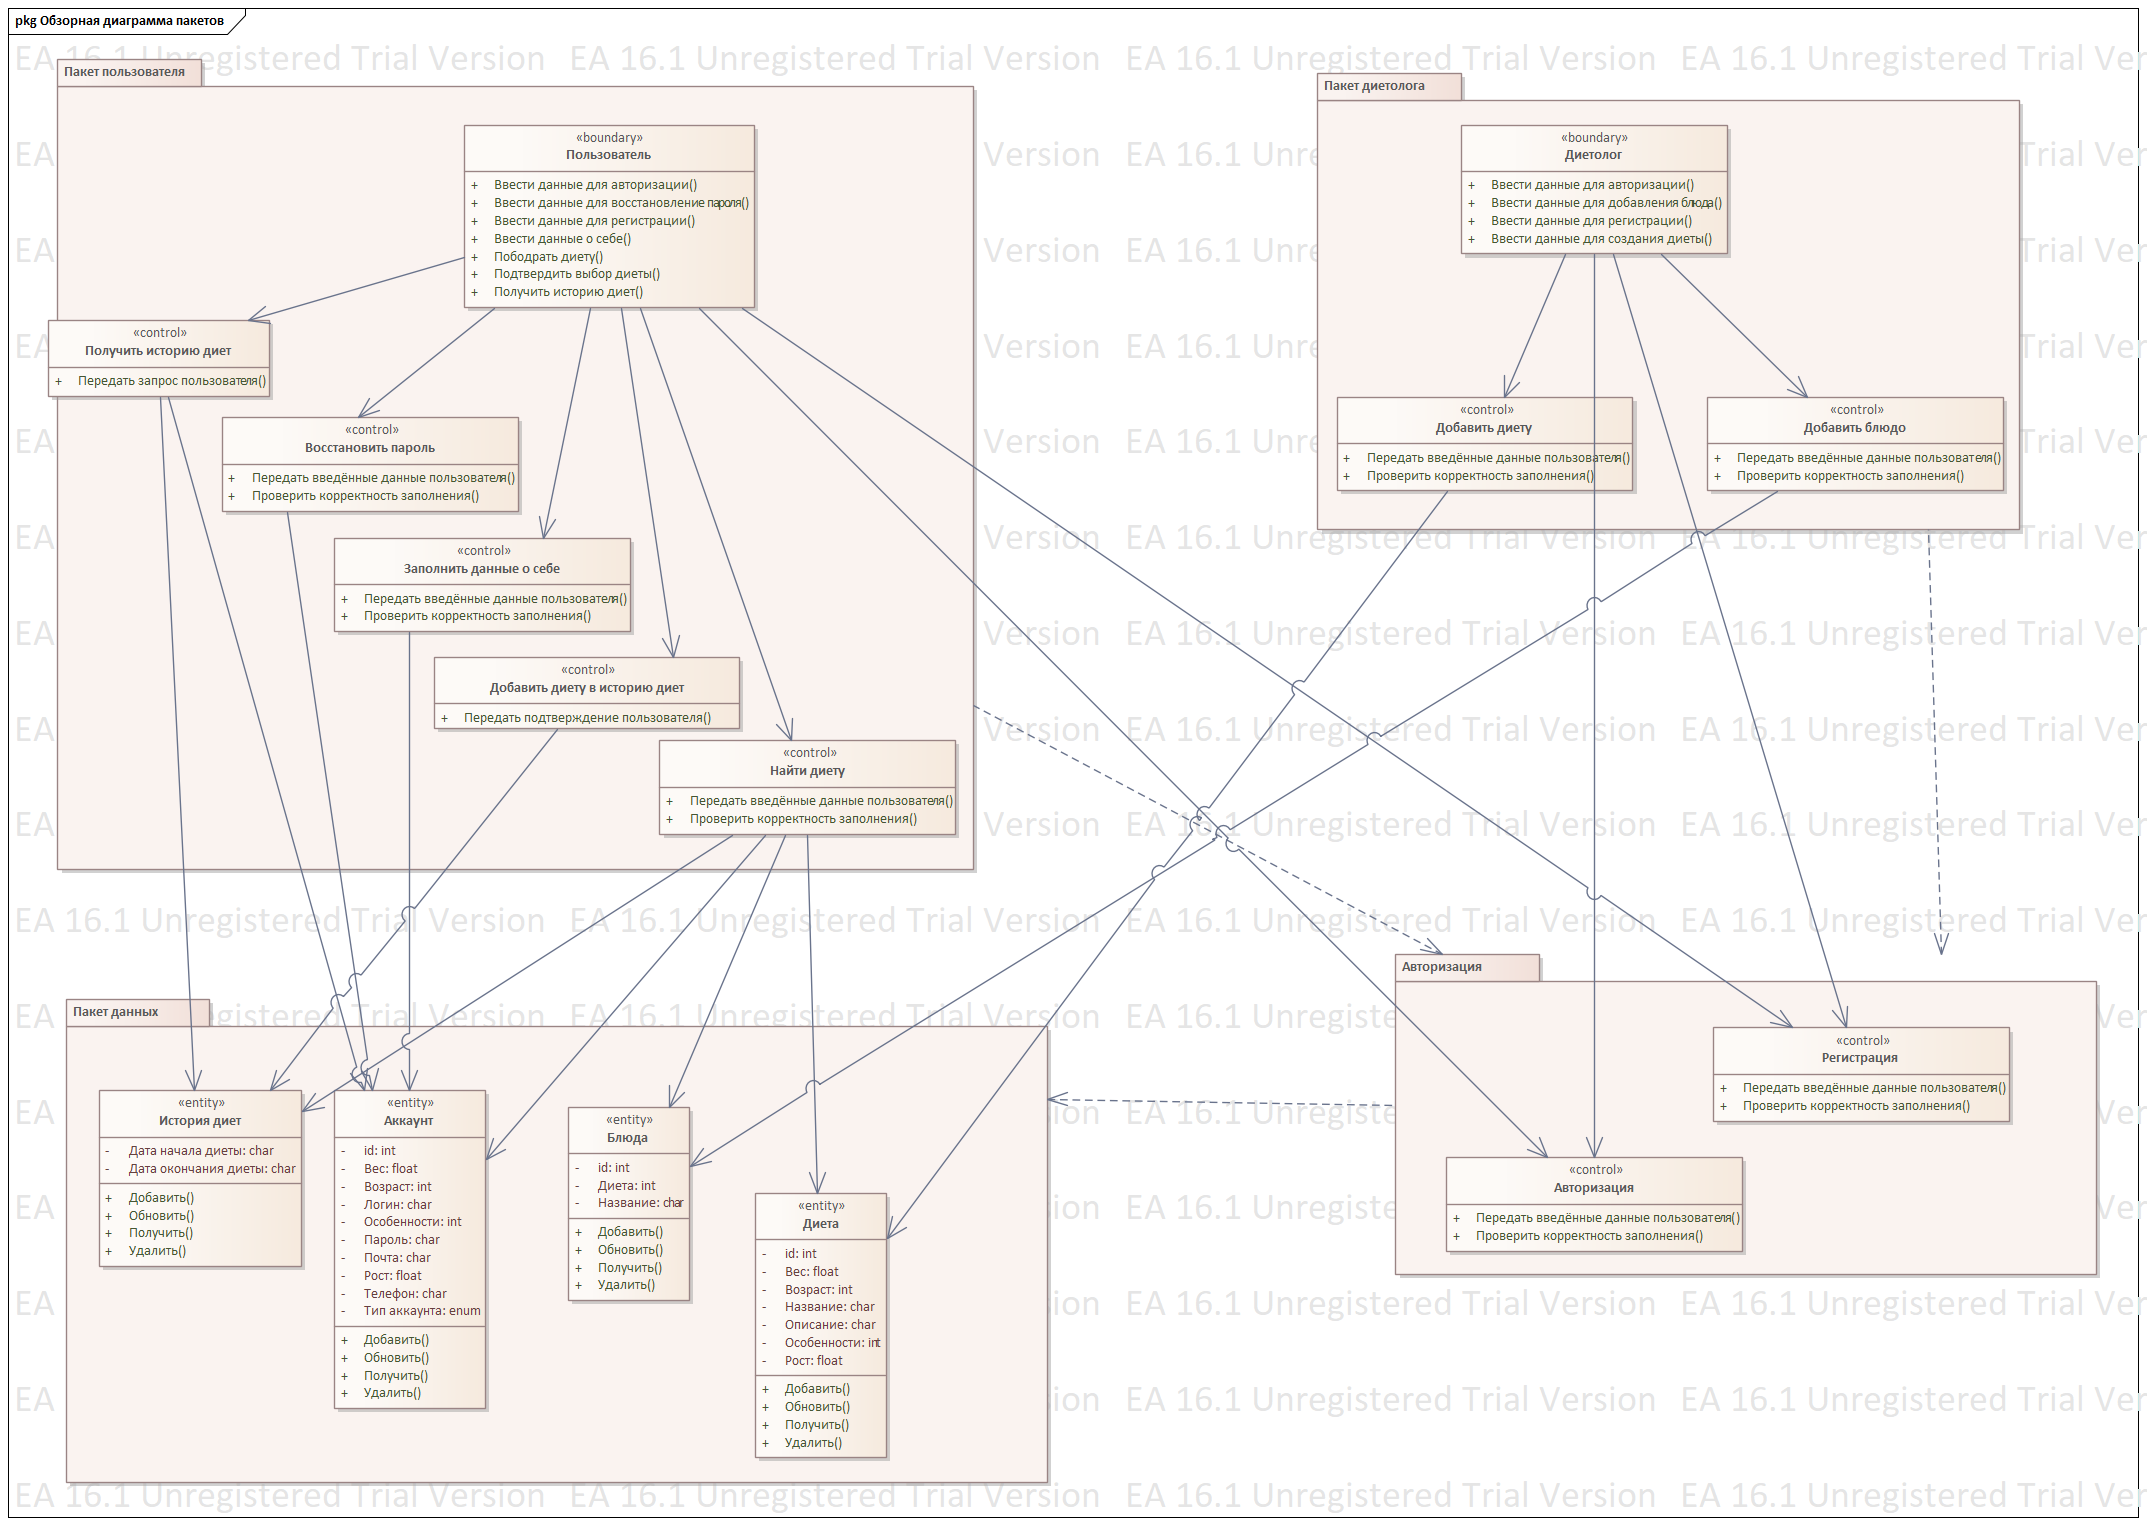 pkg Обзорная диаграмма пакетов
EA 16.1 Unregistered Trial Version
Пакет пользователя
«boundary»
Пользователь
+ Ввести данные для авторизации()
+ Ввести данные для восстановление пароля()
+ Ввести данные для регистрации()
+ Ввести данные о себе()
+ Пободрать диету()
+ Подтвердить выбор диеты()
+ Получить историю диет()
«control»
Получить историю диет
+ Передать запрос пользователя()
«control»
Восстановить пароль
+ Передать введённые данные пользователя()
+ Проверить корректность заполнения()
«control»
Заполнить данные о себе
+ Передать введённые данные пользователя()
+ Проверить корректность заполнения()
«control»
Добавить диету в историю диет
+ Передать подтверждение пользователя()
«control»
Найти диету
+ Передать введённые данные пользователя()
+ Проверить корректность заполнения()
Пакет диетолога
«boundary»
Диетолог
+ Ввести данные для авторизации()
+ Ввести данные для добавления блюда()
+ Ввести данные для регистрации()
+ Ввести данные для создания диеты()
«control»
Добавить диету
+ Передать введённые данные пользователя()
+ Проверить корректность заполнения()
«control»
Добавить блюдо
+ Передать введённые данные пользователя()
+ Проверить корректность заполнения()
Авторизация
«control»
Регистрация
+ Передать введённые данные пользователя()
+ Проверить корректность заполнения()
«control»
Авторизация
+ Передать введённые данные пользователя()
+ Проверить корректность заполнения()
Пакет данных
«entity»
История диет
- Дата начала диеты: char
- Дата окончания диеты: char
+ Добавить()
+ Обновить()
+ Получить()
+ Удалить()
«entity»
Аккаунт
- id: int
- Вес: float
- Возраст: int
- Логин: char
- Особенности: int
- Пароль: char
- Почта: char
- Рост: float
- Телефон: char
- Тип аккаунта: enum
+ Добавить()
+ Обновить()
+ Получить()
+ Удалить()
«entity»
Блюда
- id: int
- Диета: int
- Название: char
+ Добавить()
+ Обновить()
+ Получить()
+ Удалить()
«entity»
Диета
- id: int
- Вес: float
- Возраст: int
- Название: char
- Описание: char
- Особенности: int
- Рост: float
+ Добавить()
+ Обновить()
+ Получить()
+ Удалить()